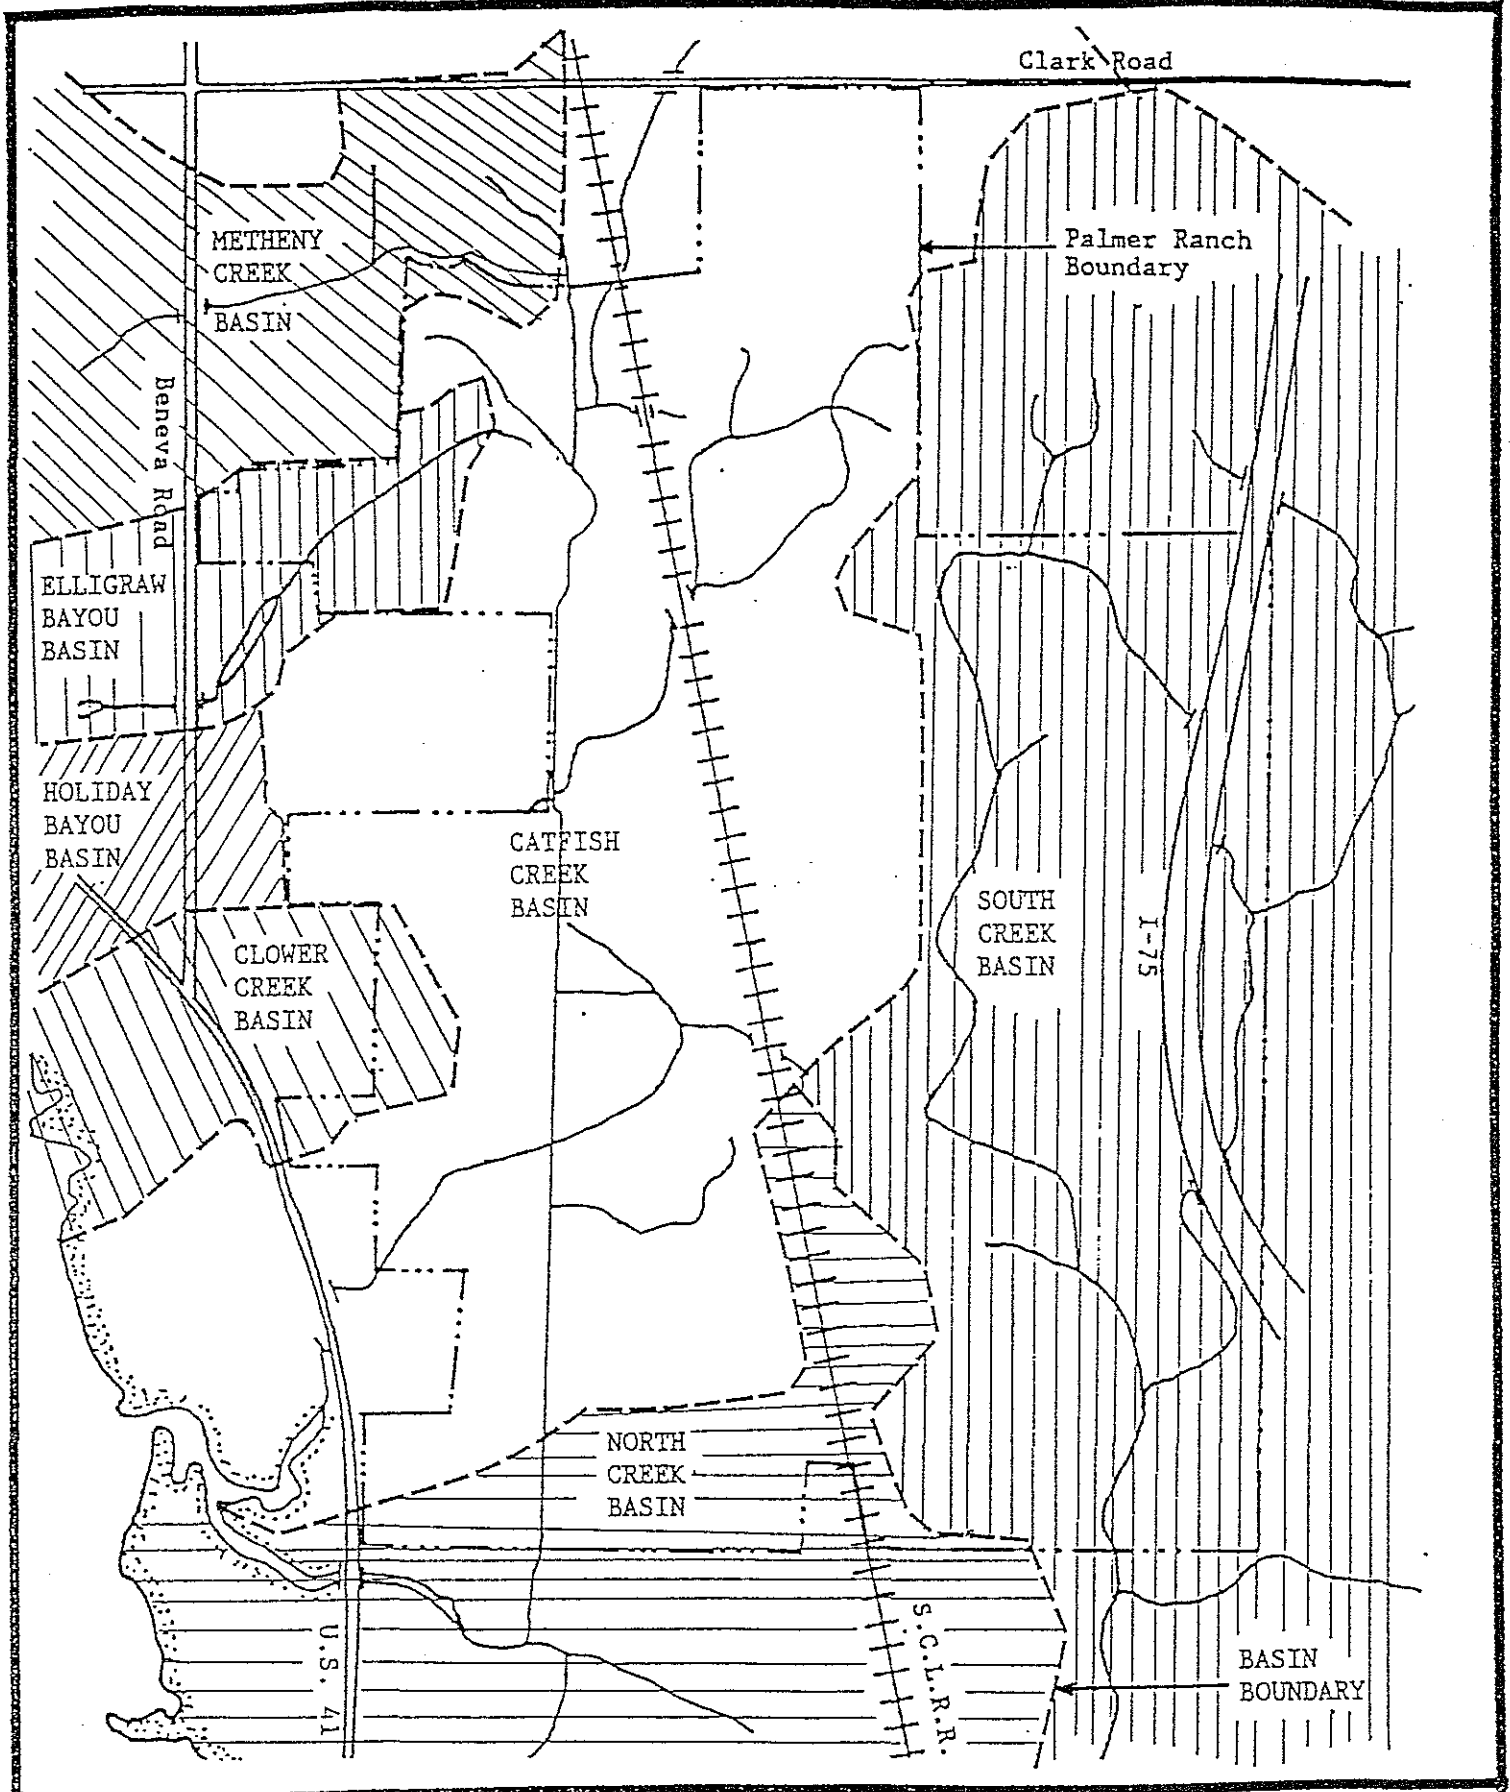 Clark Road
METHENY
CREEK
BASIN
Palmer Ranch
Boundary
Beneva Road
ELLIGRAW
BAYOU
BASIN
HOLIDAY
BAYOU
BASIN
CATFISH
CREEK
BASIN
SOUTH
CREEK
BASIN
I-75
CLOWER
CREEK
BASIN
NORTH
CREEK
BASIN
U.S. 41
S.C.L.R.R.
BASIN
BOUNDARY